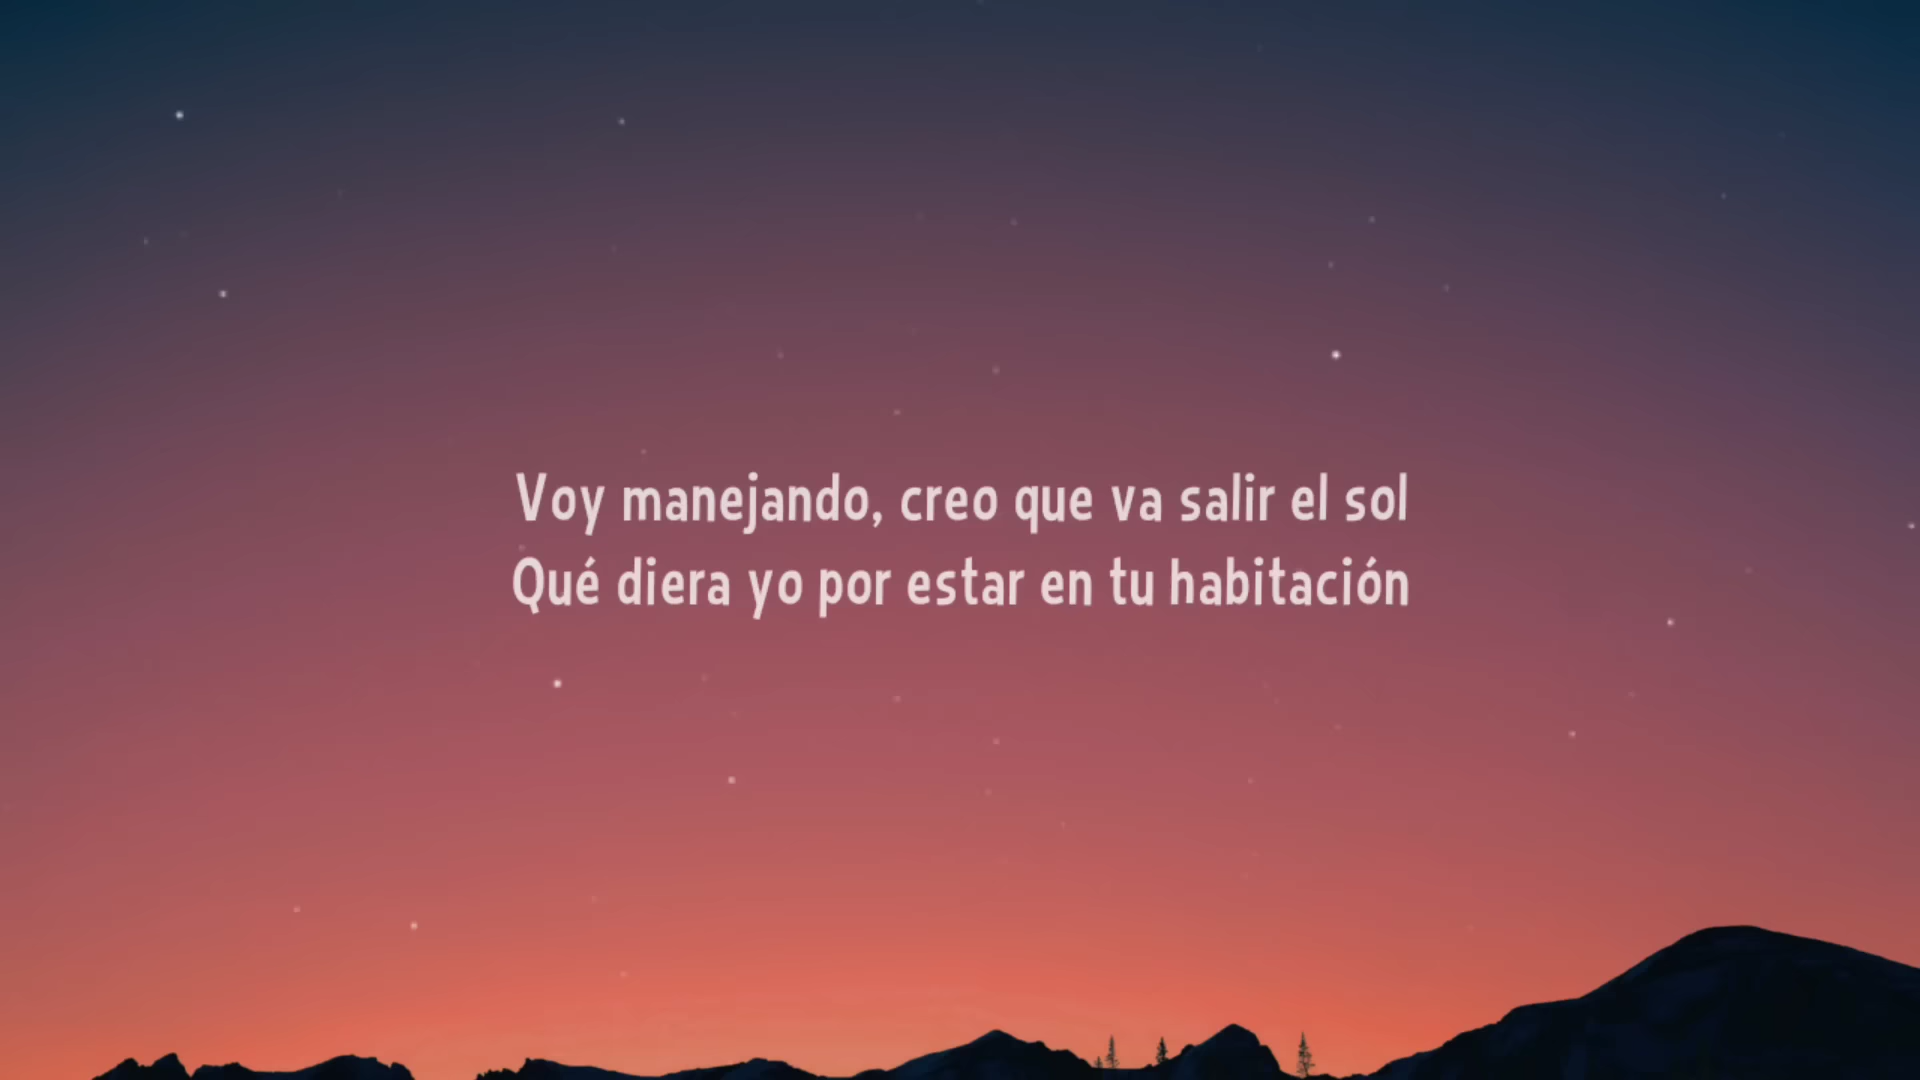 Voy manejando, creo que va salir el sol
Qué diera yo por estar en tu habitación